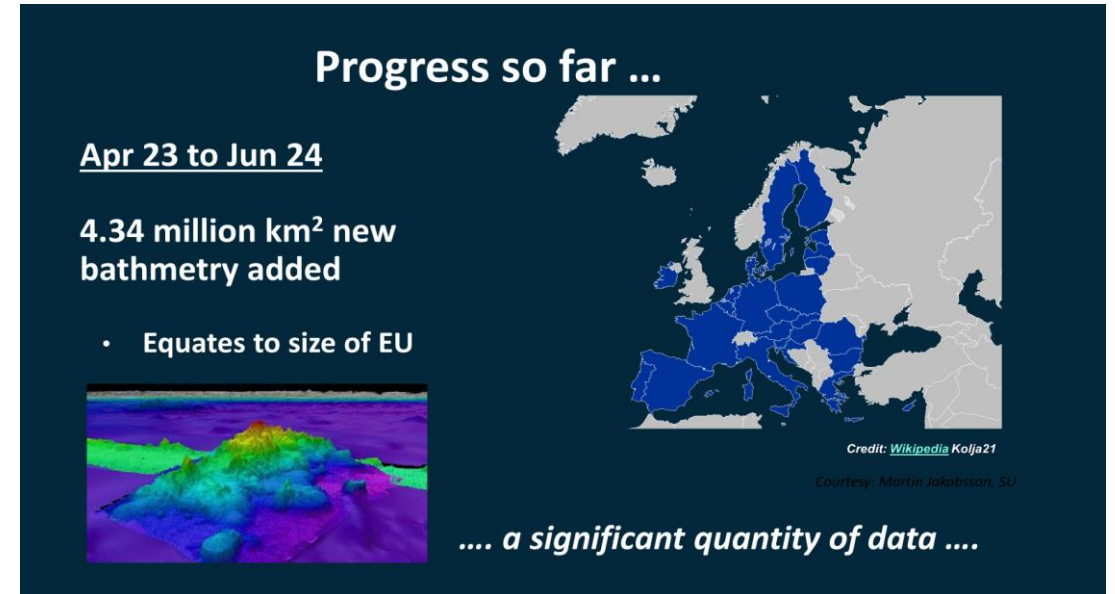 Progress so far ...
Apr 23 to Jun 24
4.34 million km² new
bathmetry added
• Equates to size of EU
Credit: Wikipedia Kolja21
Courtesy: Martin Jakobsson, SU
.... a significant quantity of data ....